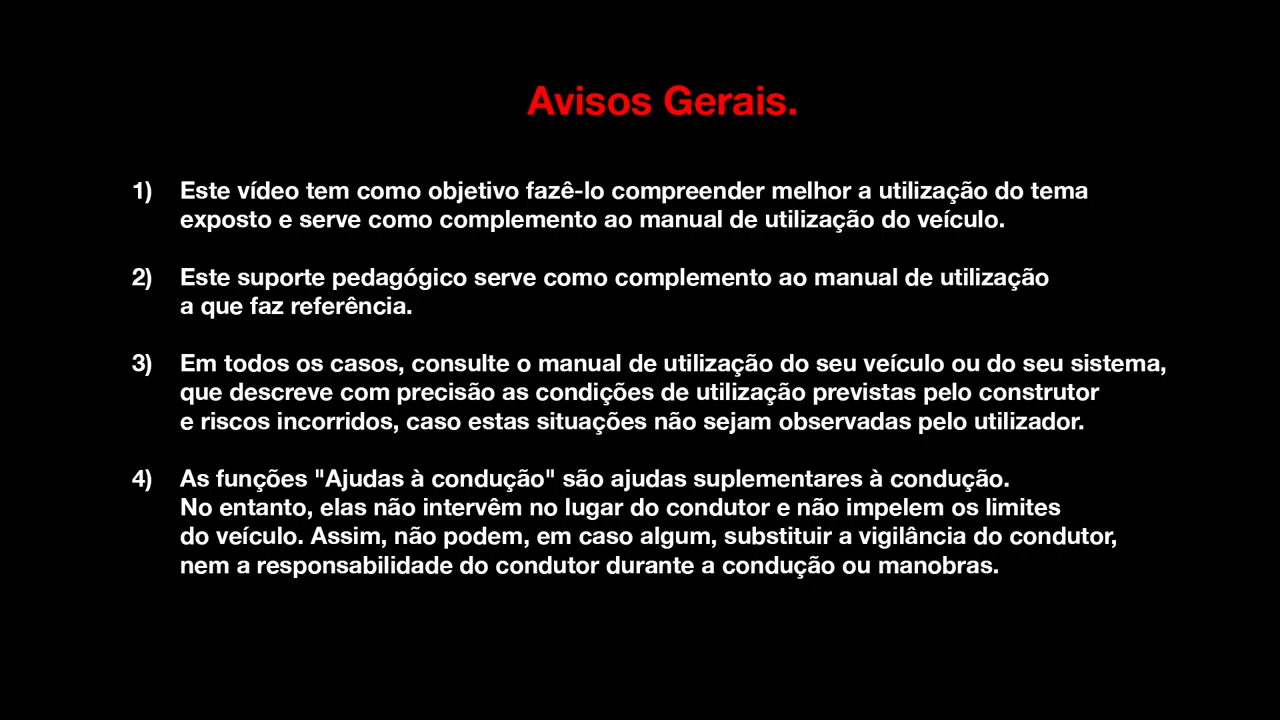 Avisos Gerais.
1) Este vídeo tem como objetivo fazê-lo compreender melhor a utilização do tema
exposto e serve como complemento ao manual de utilização do veículo.
2) Este suporte pedagógico serve como complemento ao manual de utilização
a que faz referência.
3) Em todos os casos, consulte o manual de utilização do seu veículo ou do seu sistema,
que descreve com precisão as condições de utilização previstas pelo construtor
e riscos incorridos, caso estas situações não sejam observadas pelo utilizador.
4) As funções "Ajudas à condução" são ajudas suplementares à condução.
No entanto, elas não intervêm no lugar do condutor e não impelem os limites
do veículo. Assim, não podem, em caso algum, substituir a vigilância do condutor,
nem a responsabilidade do condutor durante a condução ou manobras.